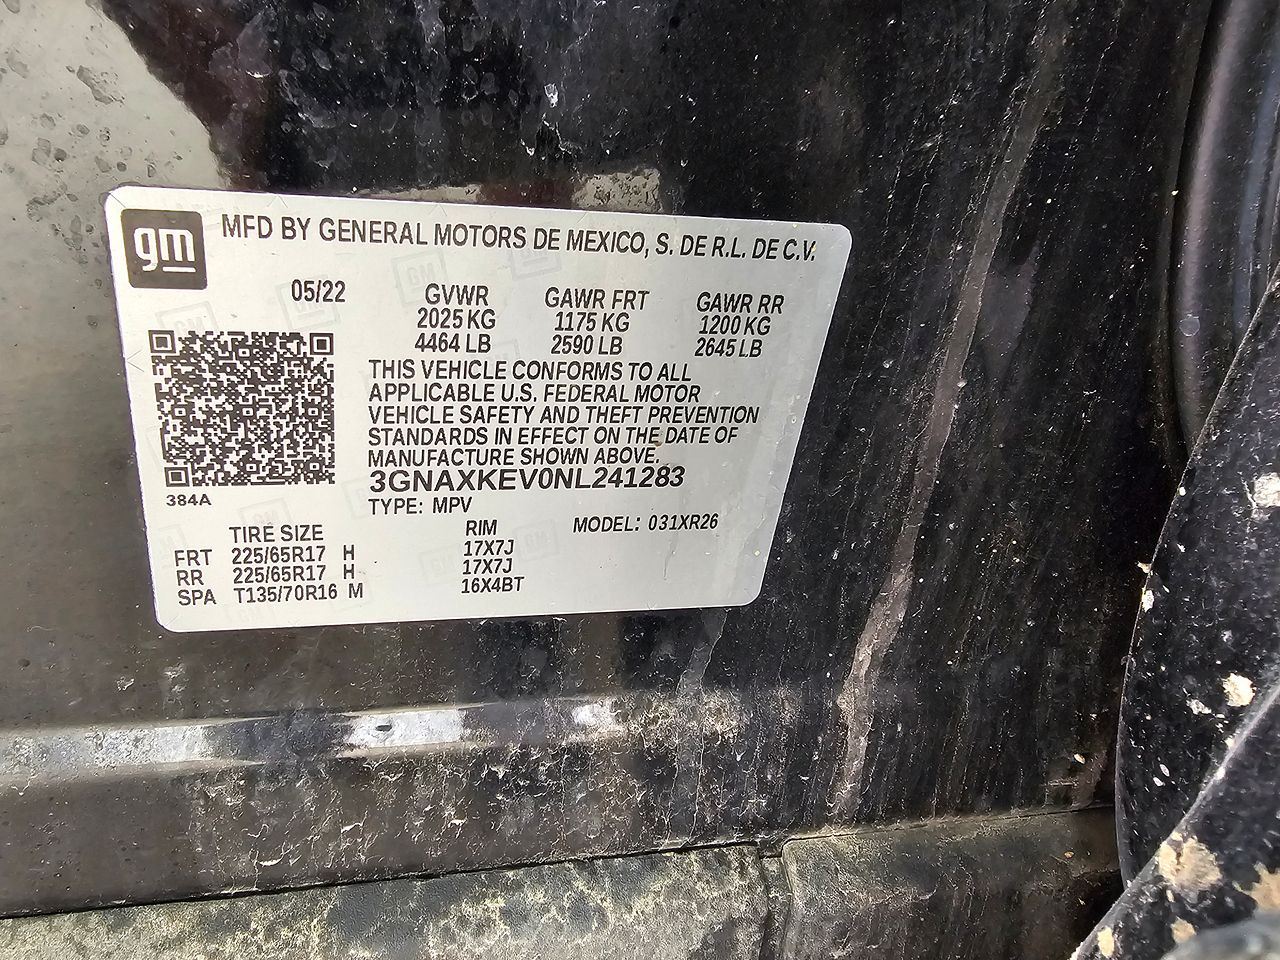 gm
MFD BY GENERAL MOTORS DE MEXICO, S. DE R.L. DE C.V.
05/22 GVWR GAWR FRT GAWR RR
2025 KG 1175 KG 1200 KG
4464 LB 2590 LB 2645 LB
THIS VEHICLE CONFORMS TO ALL
APPLICABLE U.S. FEDERAL MOTOR
VEHICLE SAFETY AND THEFT PREVENTION
STANDARDS IN EFFECT ON THE DATE OF
MANUFACTURE SHOWN ABOVE.
3GNAXKEV0NL241283
384A
TYPE: MPV
TIRE SIZE RIM MODEL: 031XR26
FRT 225/65R17 H 17X7J
RR 225/65R17 H 17X7J
SPA T135/70R16 M 16X4BT